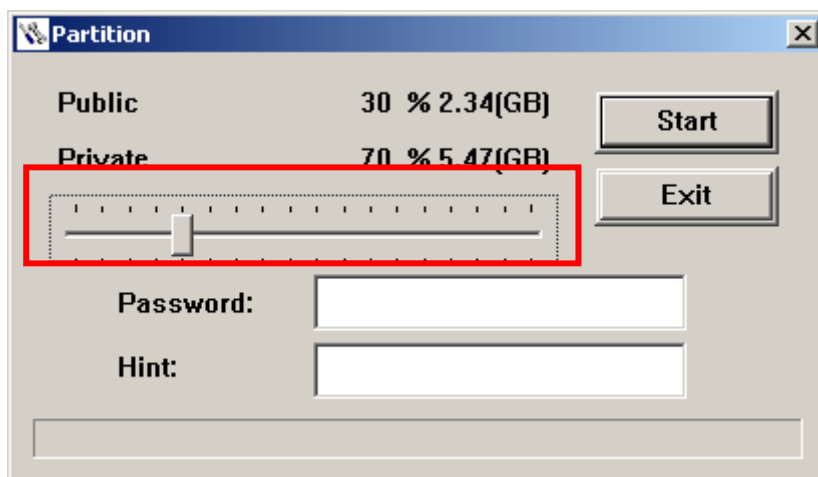 Partition
Public 30 % 2.34(GB)
Start
Private 70 % 5.47(GB)
Exit
Password:
Hint: